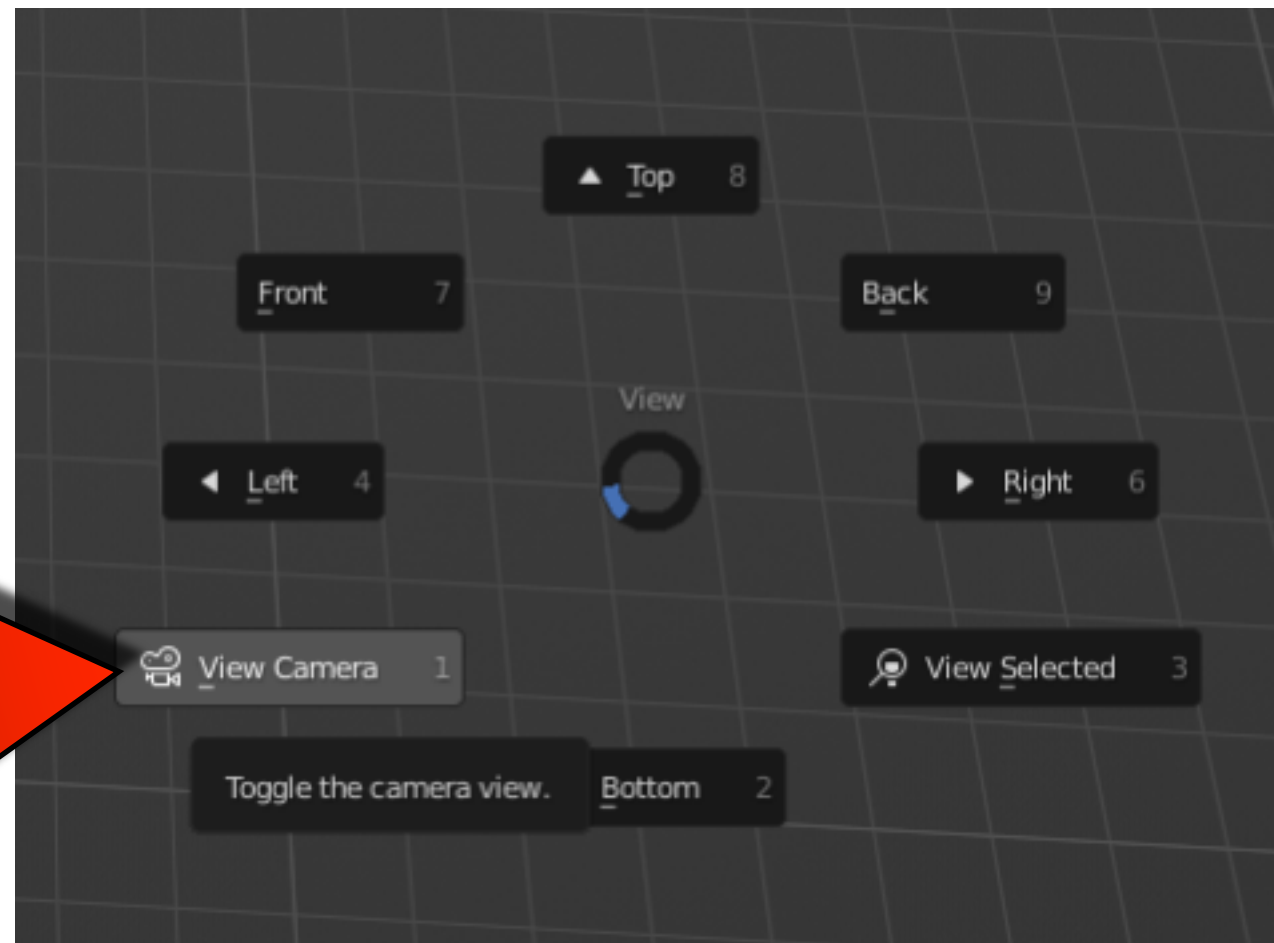 Top 8
Front 7
Back 9
View
Left 4
Right 6
View Camera 1
View Selected 3
Toggle the camera view.
Bottom 2